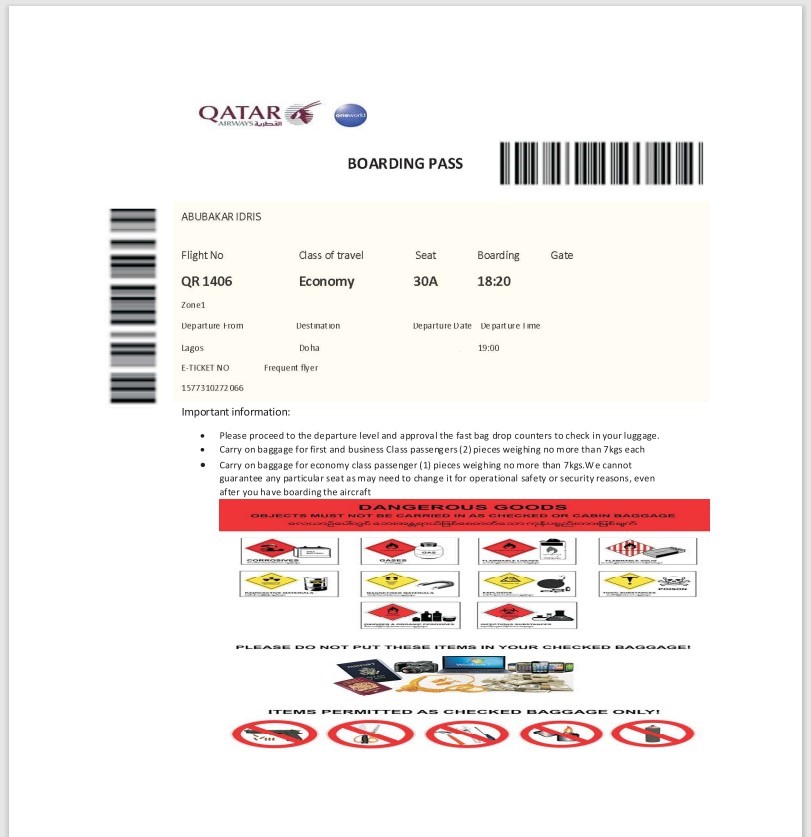 QATAR
AIRWAYS القطرية
oneworld
BOARDING PASS
ABUBAKAR IDRIS
Flight No Class of travel Seat Boarding Gate
QR 1406 Economy 30A 18:20
Zone1
Departure From Destination Departure Date Departure Time
Lagos Doha 19:00
E-TICKET NO Frequent flyer
1577310272066
Important information:
• Please proceed to the departure level and approval the fast bag drop counters to check in your luggage.
• Carry on baggage for first and business Class passengers (2) pieces weighing no more than 7kgs each
• Carry on baggage for economy class passenger (1) pieces weighing no more than 7kgs.We cannot
guarantee any particular seat as may need to change it for operational safety or security reasons, even
after you have boarding the aircraft
DANGEROUS GOODS
OBJECTS MUST NOT BE CARRIED IN AS CHECKED OR CABIN BAGGAGE
CORROSIVES GASES FLAMMABLE LIQUIDS FLAMMABLE SOLID
GAS
RADIOACTIVE MATERIALS MAGNETISED MATERIALS EXPLOSIVE TOXIC SUBSTANCES POISON
OXIDISER & ORGANIC PEROXIDES INFECTIOUS SUBSTANCES
PLEASE DO NOT PUT THESE ITEMS IN YOUR CHECKED BAGGAGE!
ITEMS PERMITTED AS CHECKED BAGGAGE ONLY!